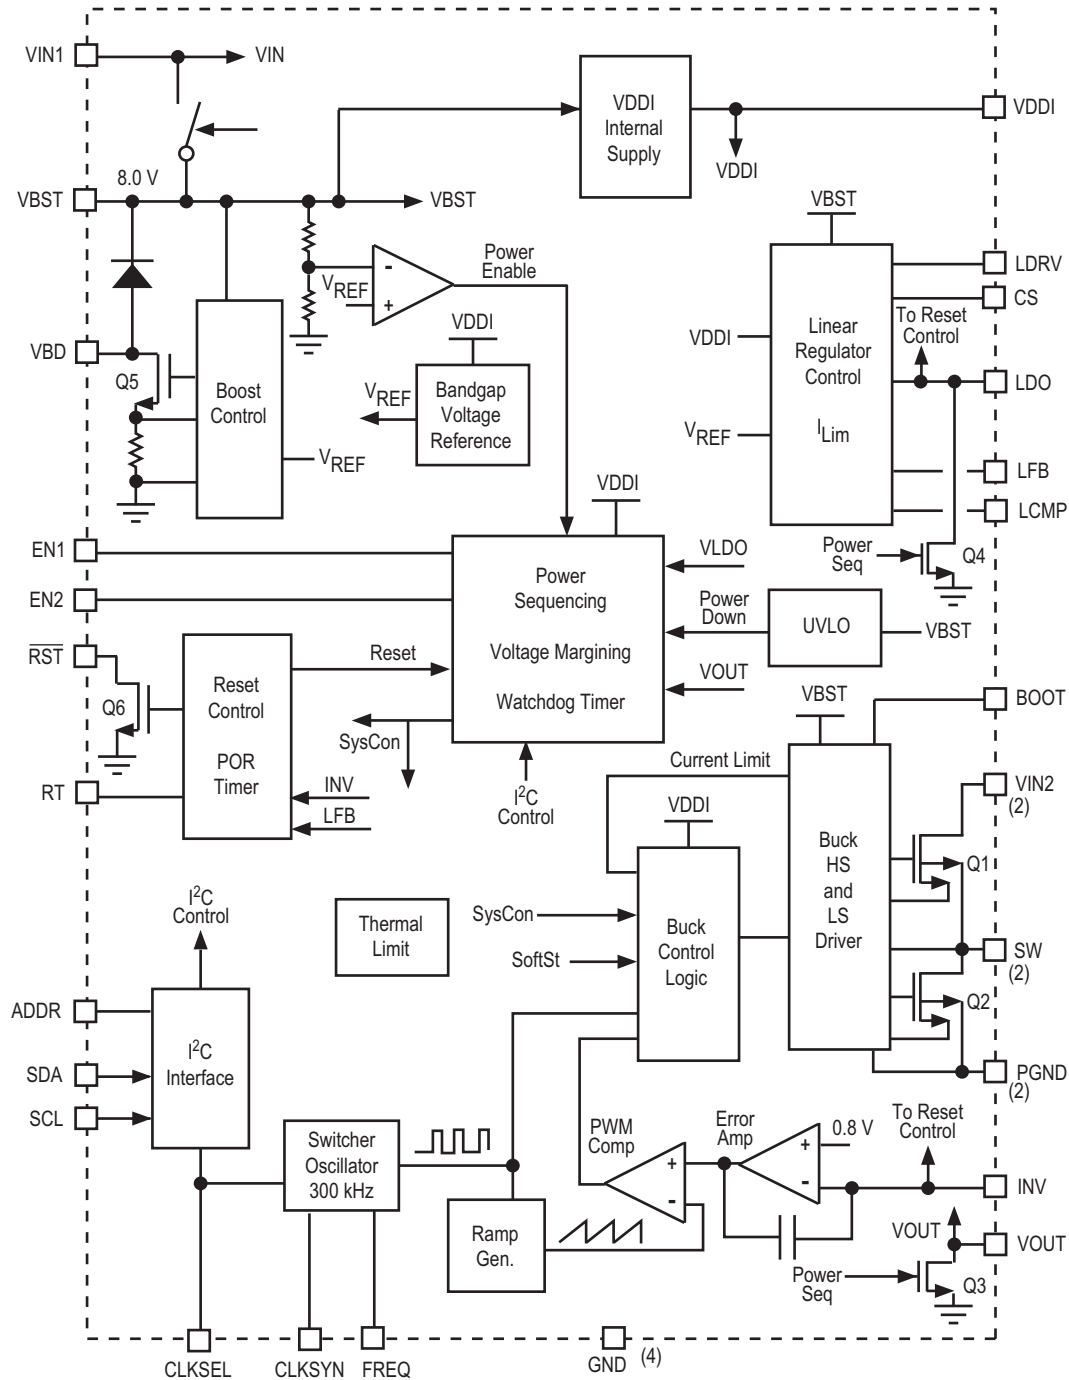 VIN1
VIN
VDDI
Internal
Supply
VDDI
VDDI
8.0 V
VBST
VBST
VBST
Power
Enable
-
+
VREF
LDRV
CS
To Reset
Control
VDDI
Linear
Regulator
Control
ILim
LDO
VREF
LFB
LCMP
VBD
Q5
Boost
Control
VREF
VDDI
VREF
Bandgap
Voltage
Reference
VDDI
EN1
EN2
Power
Sequencing
Voltage Margining
Watchdog Timer
VLDO
Power
Down
VOUT
Power
Seq
Q4
UVLO
VBST
RST
Q6
Reset
Control
POR
Timer
Reset
SysCon
INV
LFB
RT
I2C
Control
VBST
BOOT
Current Limit
VDDI
VIN2
(2)
Buck
HS
and
LS
Driver
Q1
I2C
Control
Thermal
Limit
SysCon
SoftSt
Buck
Control
Logic
SW
(2)
Q2
ADDR
I2C
Interface
SDA
SCL
PGND
(2)
Switcher
Oscillator
300 kHz
PWM
Comp
+
-
Error
Amp
+
-
0.8 V
To Reset
Control
INV
Ramp
Gen.
VOUT
VOUT
Power
Seq
Q3
CLKSEL
CLKSYN
FREQ
GND
(4)